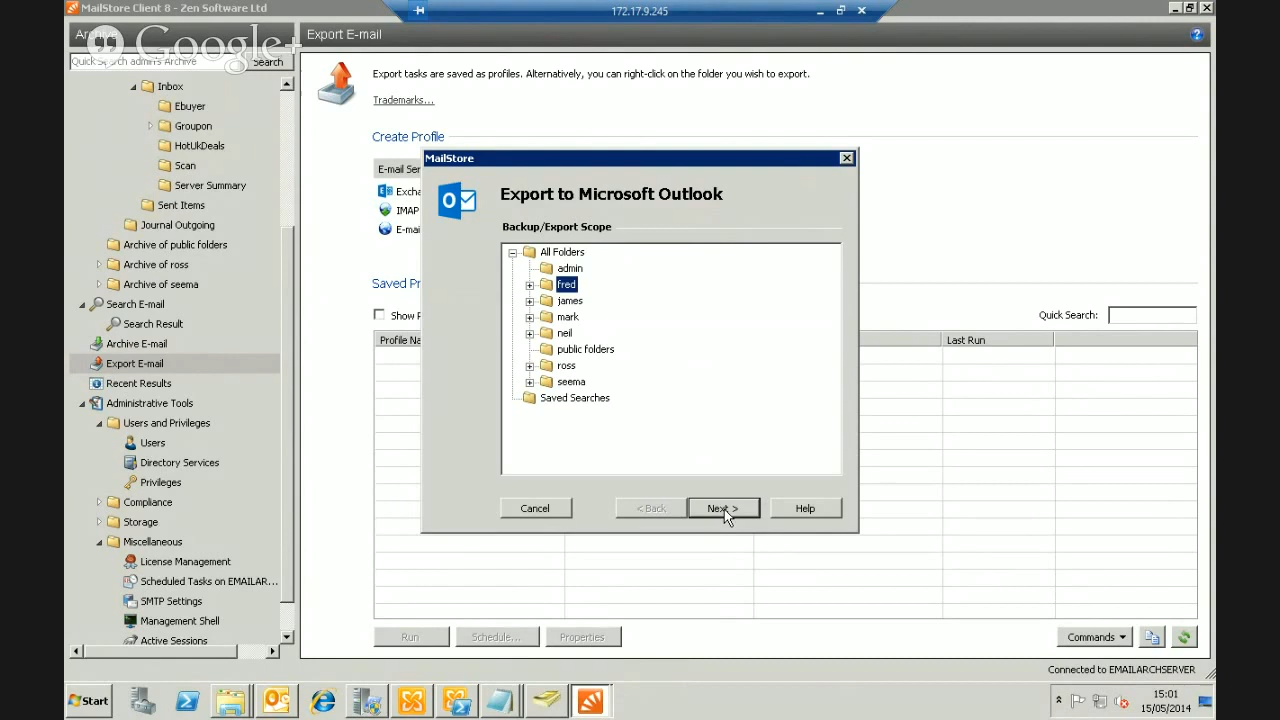 MailStore Client 8 - Zen Software Ltd
172.17.9.245
Google+
Export E-mail
Search
Export tasks are saved as profiles. Alternatively, you can right-click on the folder you wish to export.
Trademarks...
Create Profile
Inbox
Ebuyer
Groupon
HotUkDeals
Scan
Server Summary
Sent Items
Journal Outgoing
Archive of public folders
Archive of ross
Archive of seema
Search E-mail
Search Result
Archive E-mail
Export E-mail
Recent Results
Administrative Tools
Users and Privileges
Users
Directory Services
Privileges
Compliance
Storage
Miscellaneous
License Management
Scheduled Tasks on EMAILAR...
SMTP Settings
Management Shell
Active Sessions
E-mail Ser
Excha
IMAP
E-mai
Saved Pr
Show F
Quick Search:
Profile Na
Last Run
MailStore
Export to Microsoft Outlook
Backup/Export Scope
All Folders
admin
fred
james
mark
neil
public folders
ross
seema
Saved Searches
Cancel
< Back
Next >
Help
Run
Schedule...
Properties
Commands
Connected to EMAILARCHSERVER
Start
15:01
15/05/2014